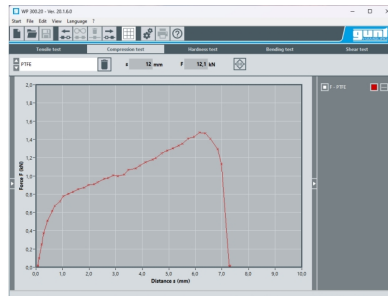 WP 300.20 - Ver. 20.1.6.0
Start File Edit View Language ?
gunt
Tensile test Compression test Hardness test Bending test Shear test
PTFE s 12 mm F 12,1 kN
F - PTFE
2,0
1,8
1,6
1,4
1,2
1,0
0,8
0,6
0,4
0,2
0,0
Force F (kN)
0,0 1,0 2,0 3,0 4,0 5,0 6,0 7,0 8,0 9,0 10,0
Distance s (mm)